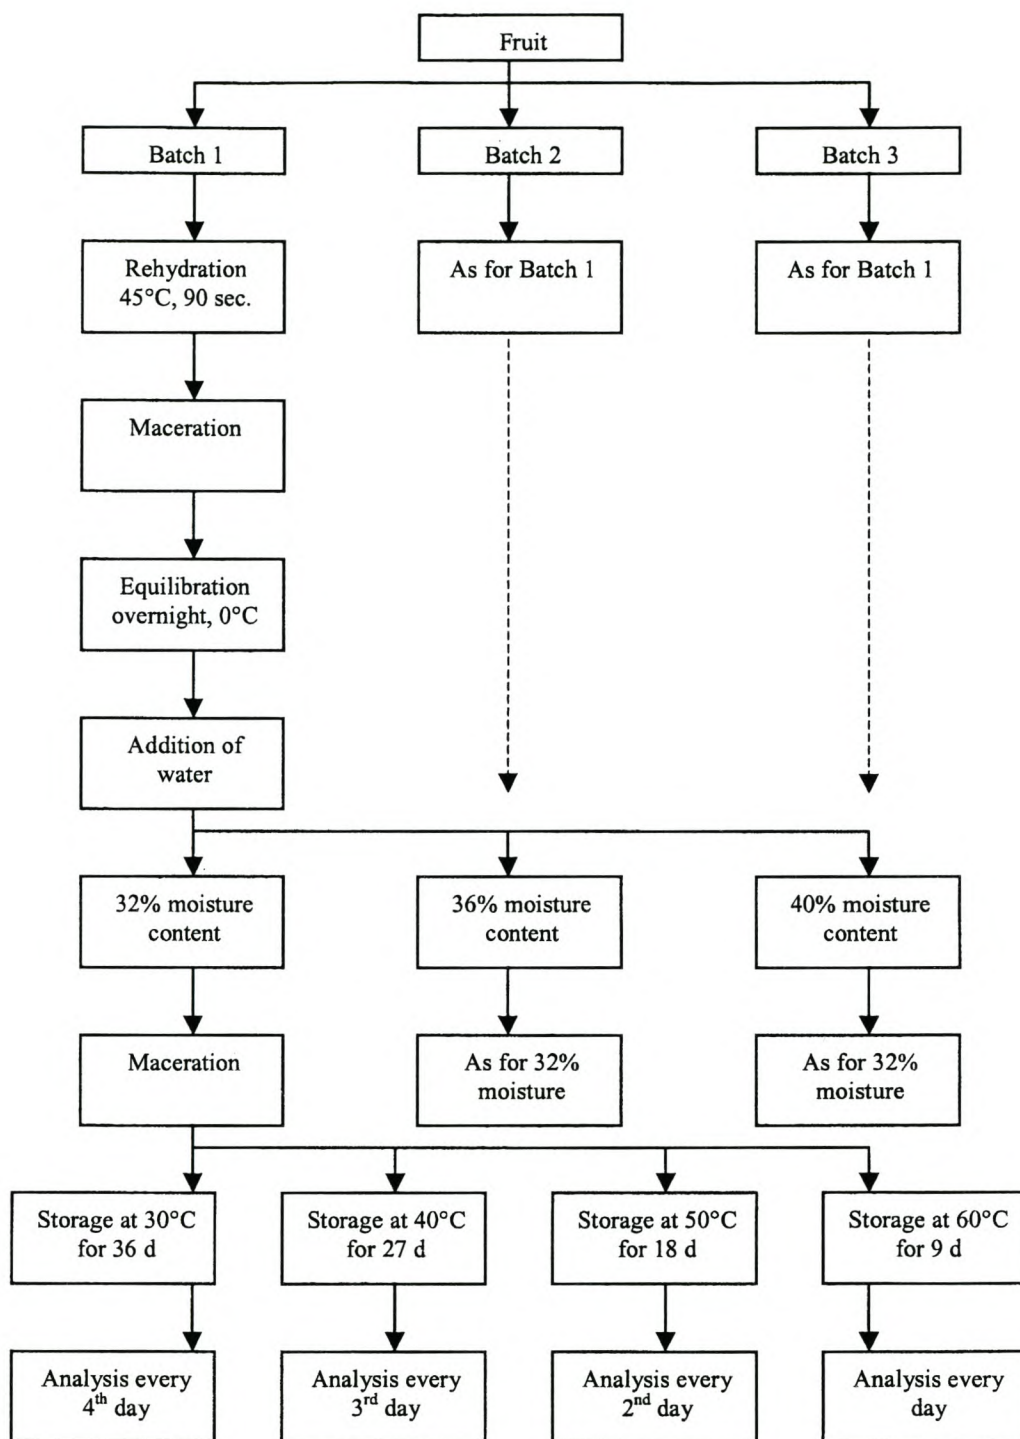 Fruit
Batch 1
Batch 2
Batch 3
Rehydration
45°C, 90 sec.
As for Batch 1
As for Batch 1
Maceration
Equilibration
overnight, 0°C
Addition of
water
32% moisture
content
36% moisture
content
40% moisture
content
Maceration
As for 32%
moisture
As for 32%
moisture
Storage at 30°C
for 36 d
Storage at 40°C
for 27 d
Storage at 50°C
for 18 d
Storage at 60°C
for 9 d
Analysis every
4th day
Analysis every
3rd day
Analysis every
2nd day
Analysis every
day